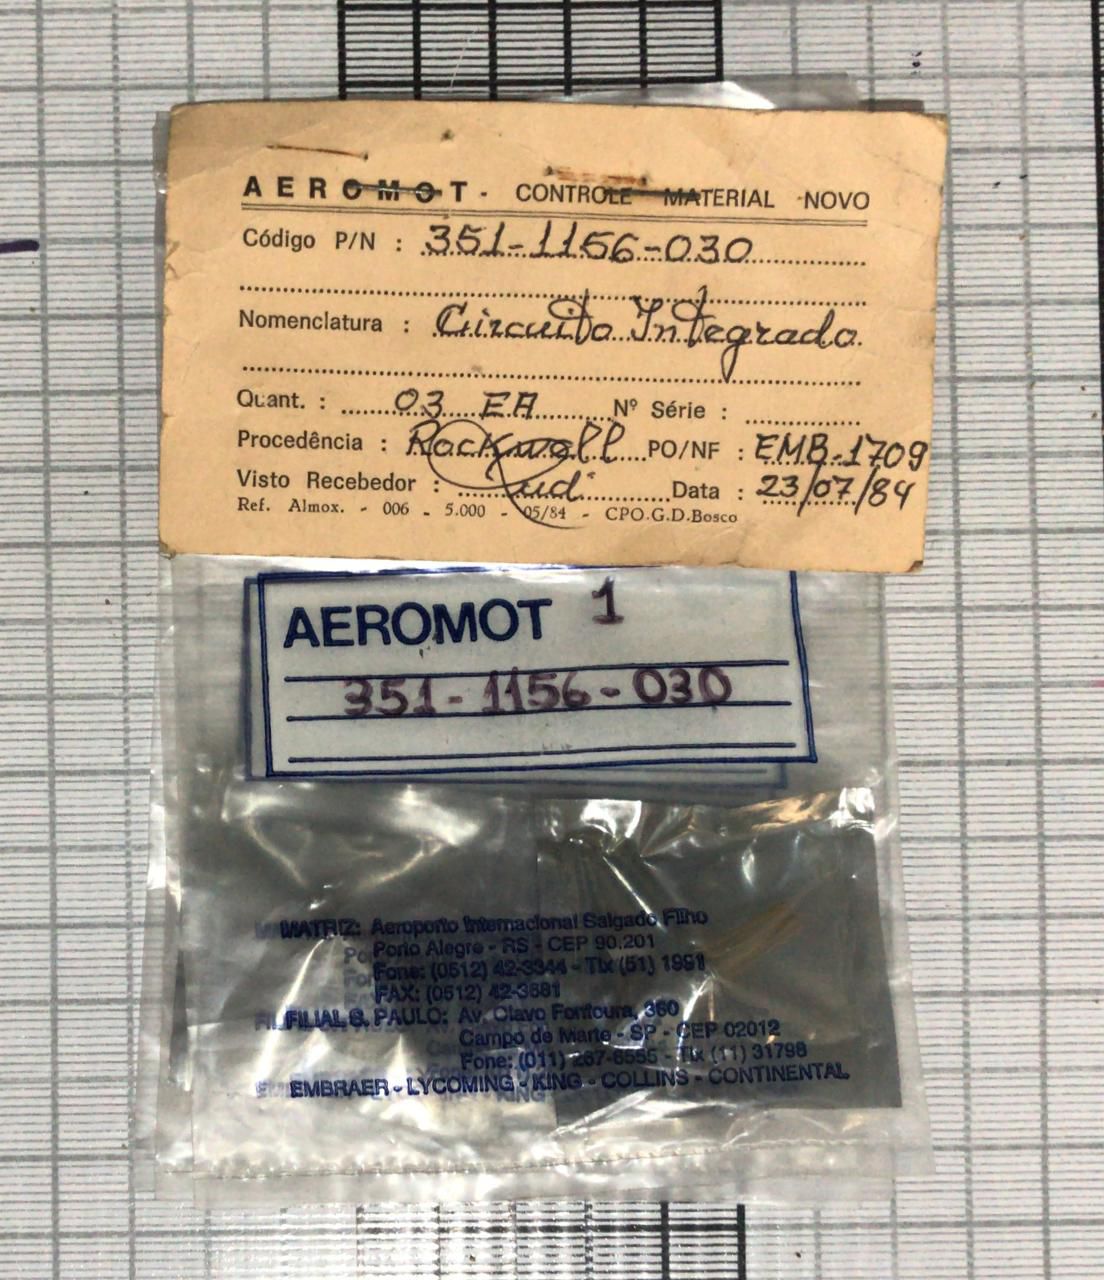 AEROMOT - CONTROLE MATERIAL NOVO
Código P/N : 351-1156-030
Nomenclatura : Circuito Integrado.
Quant. : 03 EA Nº Série :
Procedência : Rockwell PO/NF : EMB-1709
Visto Recebedor : Data : 23/07/84
Ref. Almox. - 006 - 5.000 - 05/84 - CPO.G.D.Bosco
AEROMOT 1
351-1156-030
MATRIZ: Aeroporto Internacional Salgado Filho
Porto Alegre - RS - CEP 90.201
Fone: (0512) 42-3344 - Tlx (51) 1991
FAX: (0512) 42-3681
FILIAL S. PAULO: Av. Olavo Fontoura, 360
Campo de Marte - SP - CEP 02012
Fone: (011) 267-6555 - Tlx (11) 31798
EMBRAER - LYCOMING - KING - COLLINS - CONTINENTAL